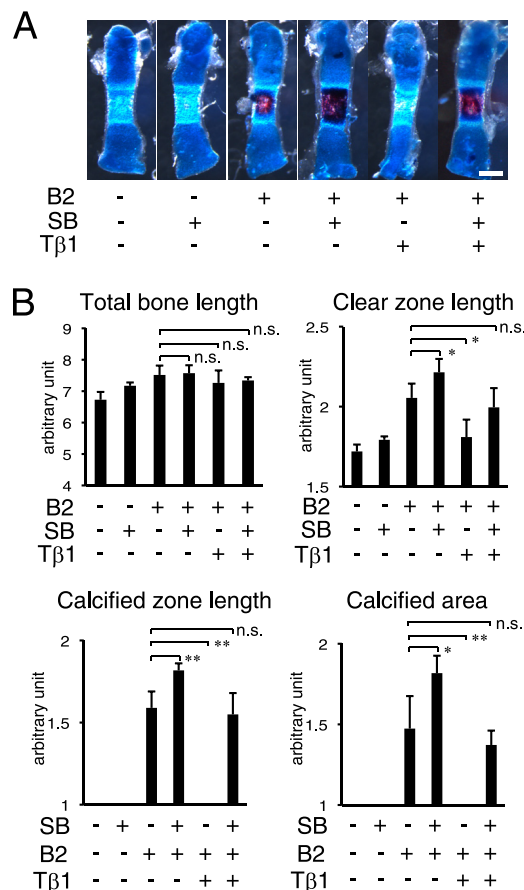 A
B2 - - + + + +
SB - + - + - +
Tβ1 - - - - + +
B
Total bone length
arbitrary unit
9
8
7
6
5
4
n.s.
n.s.
n.s.
B2 - - + + + +
SB - + - + - +
Tβ1 - - - - + +
Clear zone length
arbitrary unit
2.5
2
1.5
n.s.
*
*
B2 - - + + + +
SB - + - + - +
Tβ1 - - - - + +
Calcified zone length
arbitrary unit
2
1.5
1
n.s.
**
**
SB - + - + - +
B2 - - + + + +
Tβ1 - - - - + +
Calcified area
arbitrary unit
2
1.5
1
n.s.
**
*
SB - + - + - +
B2 - - + + + +
Tβ1 - - - - + +